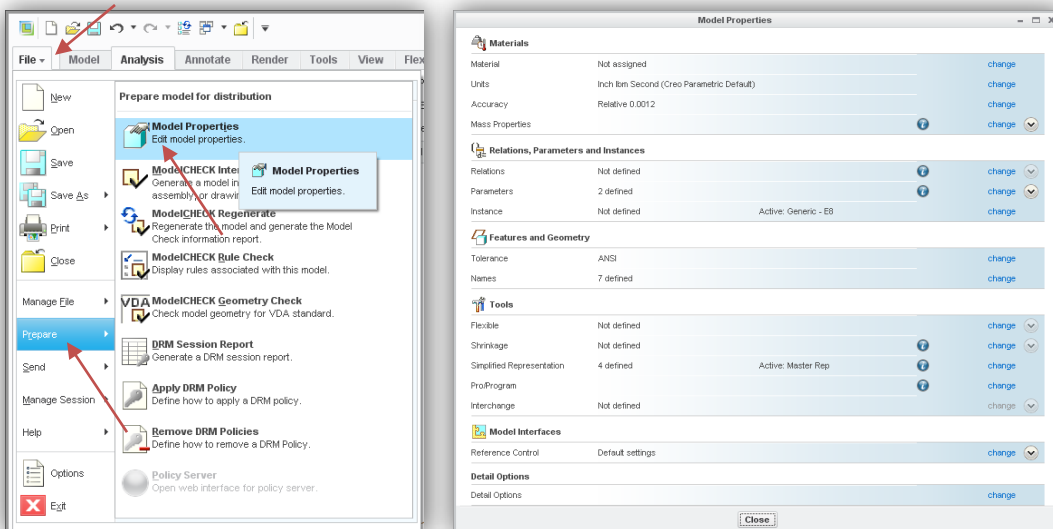 File
Model
Analysis
Annotate
Render
Tools
View
Flex
New
Open
Save
Save As
Print
Close
Manage File
Prepare
Send
Manage Session
Help
Options
Exit
Prepare model for distribution
Model Properties
Edit model properties.
ModelCHECK Inter
Generate a model in
assembly, or drawin
Model Properties
Edit model properties.
ModelCHECK Regenerate
Regenerate the model and generate the Model
Check information report.
ModelCHECK Rule Check
Display rules associated with this model.
VDA
ModelCHECK Geometry Check
Check model geometry for VDA standard.
DRM Session Report
Generate a DRM session report.
Apply DRM Policy
Define how to apply a DRM policy.
Remove DRM Policies
Define how to remove a DRM Policy.
Policy Server
Open web interface for policy server.
Model Properties
Materials
Material Not assigned change
Units Inch lbm Second (Creo Parametric Default) change
Accuracy Relative 0.0012 change
Mass Properties change
Relations, Parameters and Instances
Relations Not defined change
Parameters 2 defined change
Instance Not defined Active: Generic - E8 change
Features and Geometry
Tolerance ANSI change
Names 7 defined change
Tools
Flexible Not defined change
Shrinkage Not defined change
Simplified Representation 4 defined Active: Master Rep change
Pro/Program change
Interchange Not defined change
Model Interfaces
Reference Control Default settings change
Detail Options
Detail Options change
Close